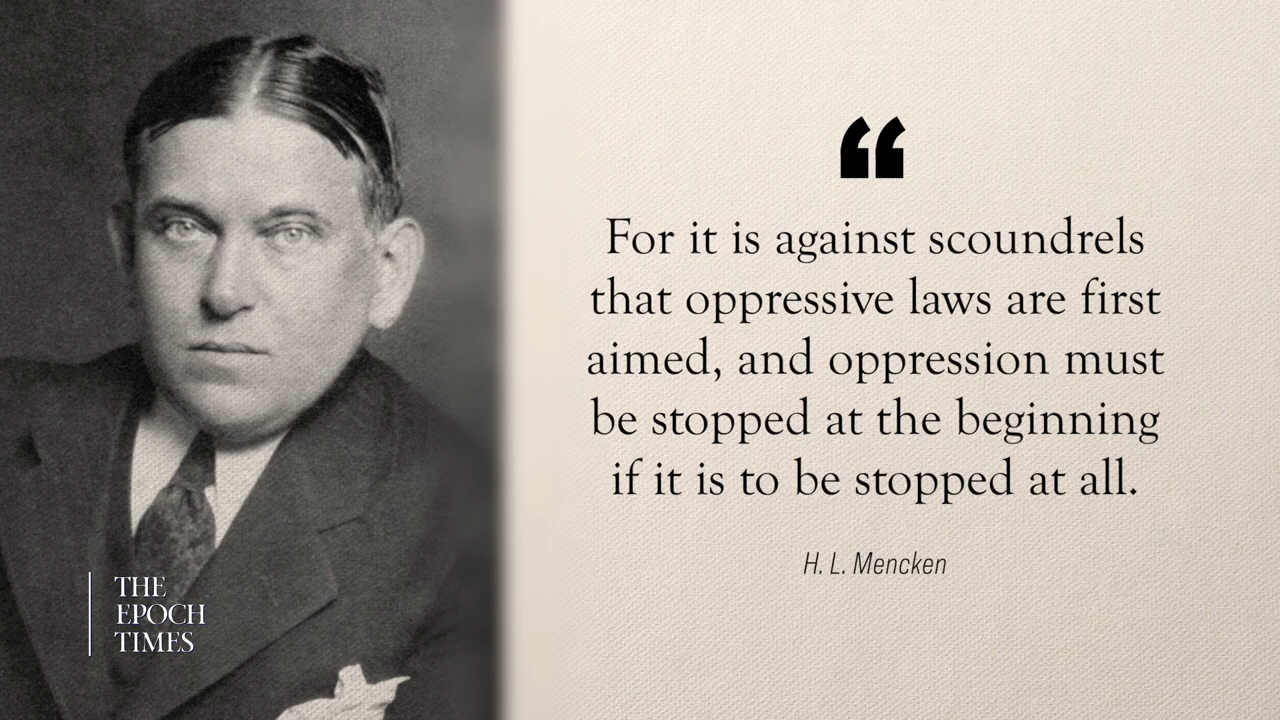 “
For it is against scoundrels
that oppressive laws are first
aimed, and oppression must
be stopped at the beginning
if it is to be stopped at all.
H. L. Mencken
THE
EPOCH
TIMES